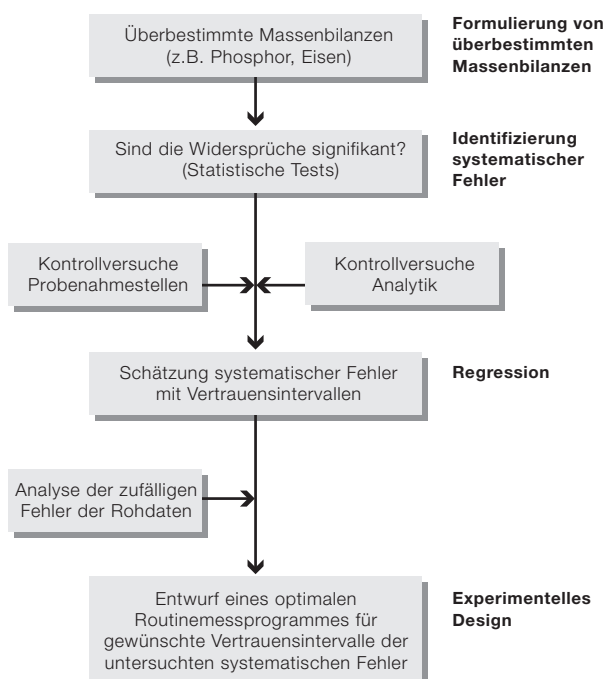 Überbestimmte Massenbilanzen
(z.B. Phosphor, Eisen)
Formulierung von
überbestimmten
Massenbilanzen
Sind die Widersprüche signifikant?
(Statistische Tests)
Identifizierung
systematischer
Fehler
Kontrollversuche
Probenahmestellen
Kontrollversuche
Analytik
Schätzung systematischer Fehler
mit Vertrauensintervallen
Regression
Analyse der zufälligen
Fehler der Rohdaten
Entwurf eines optimalen
Routinemessprogrammes für
gewünschte Vertrauensintervalle der
untersuchten systematischen Fehler
Experimentelles
Design